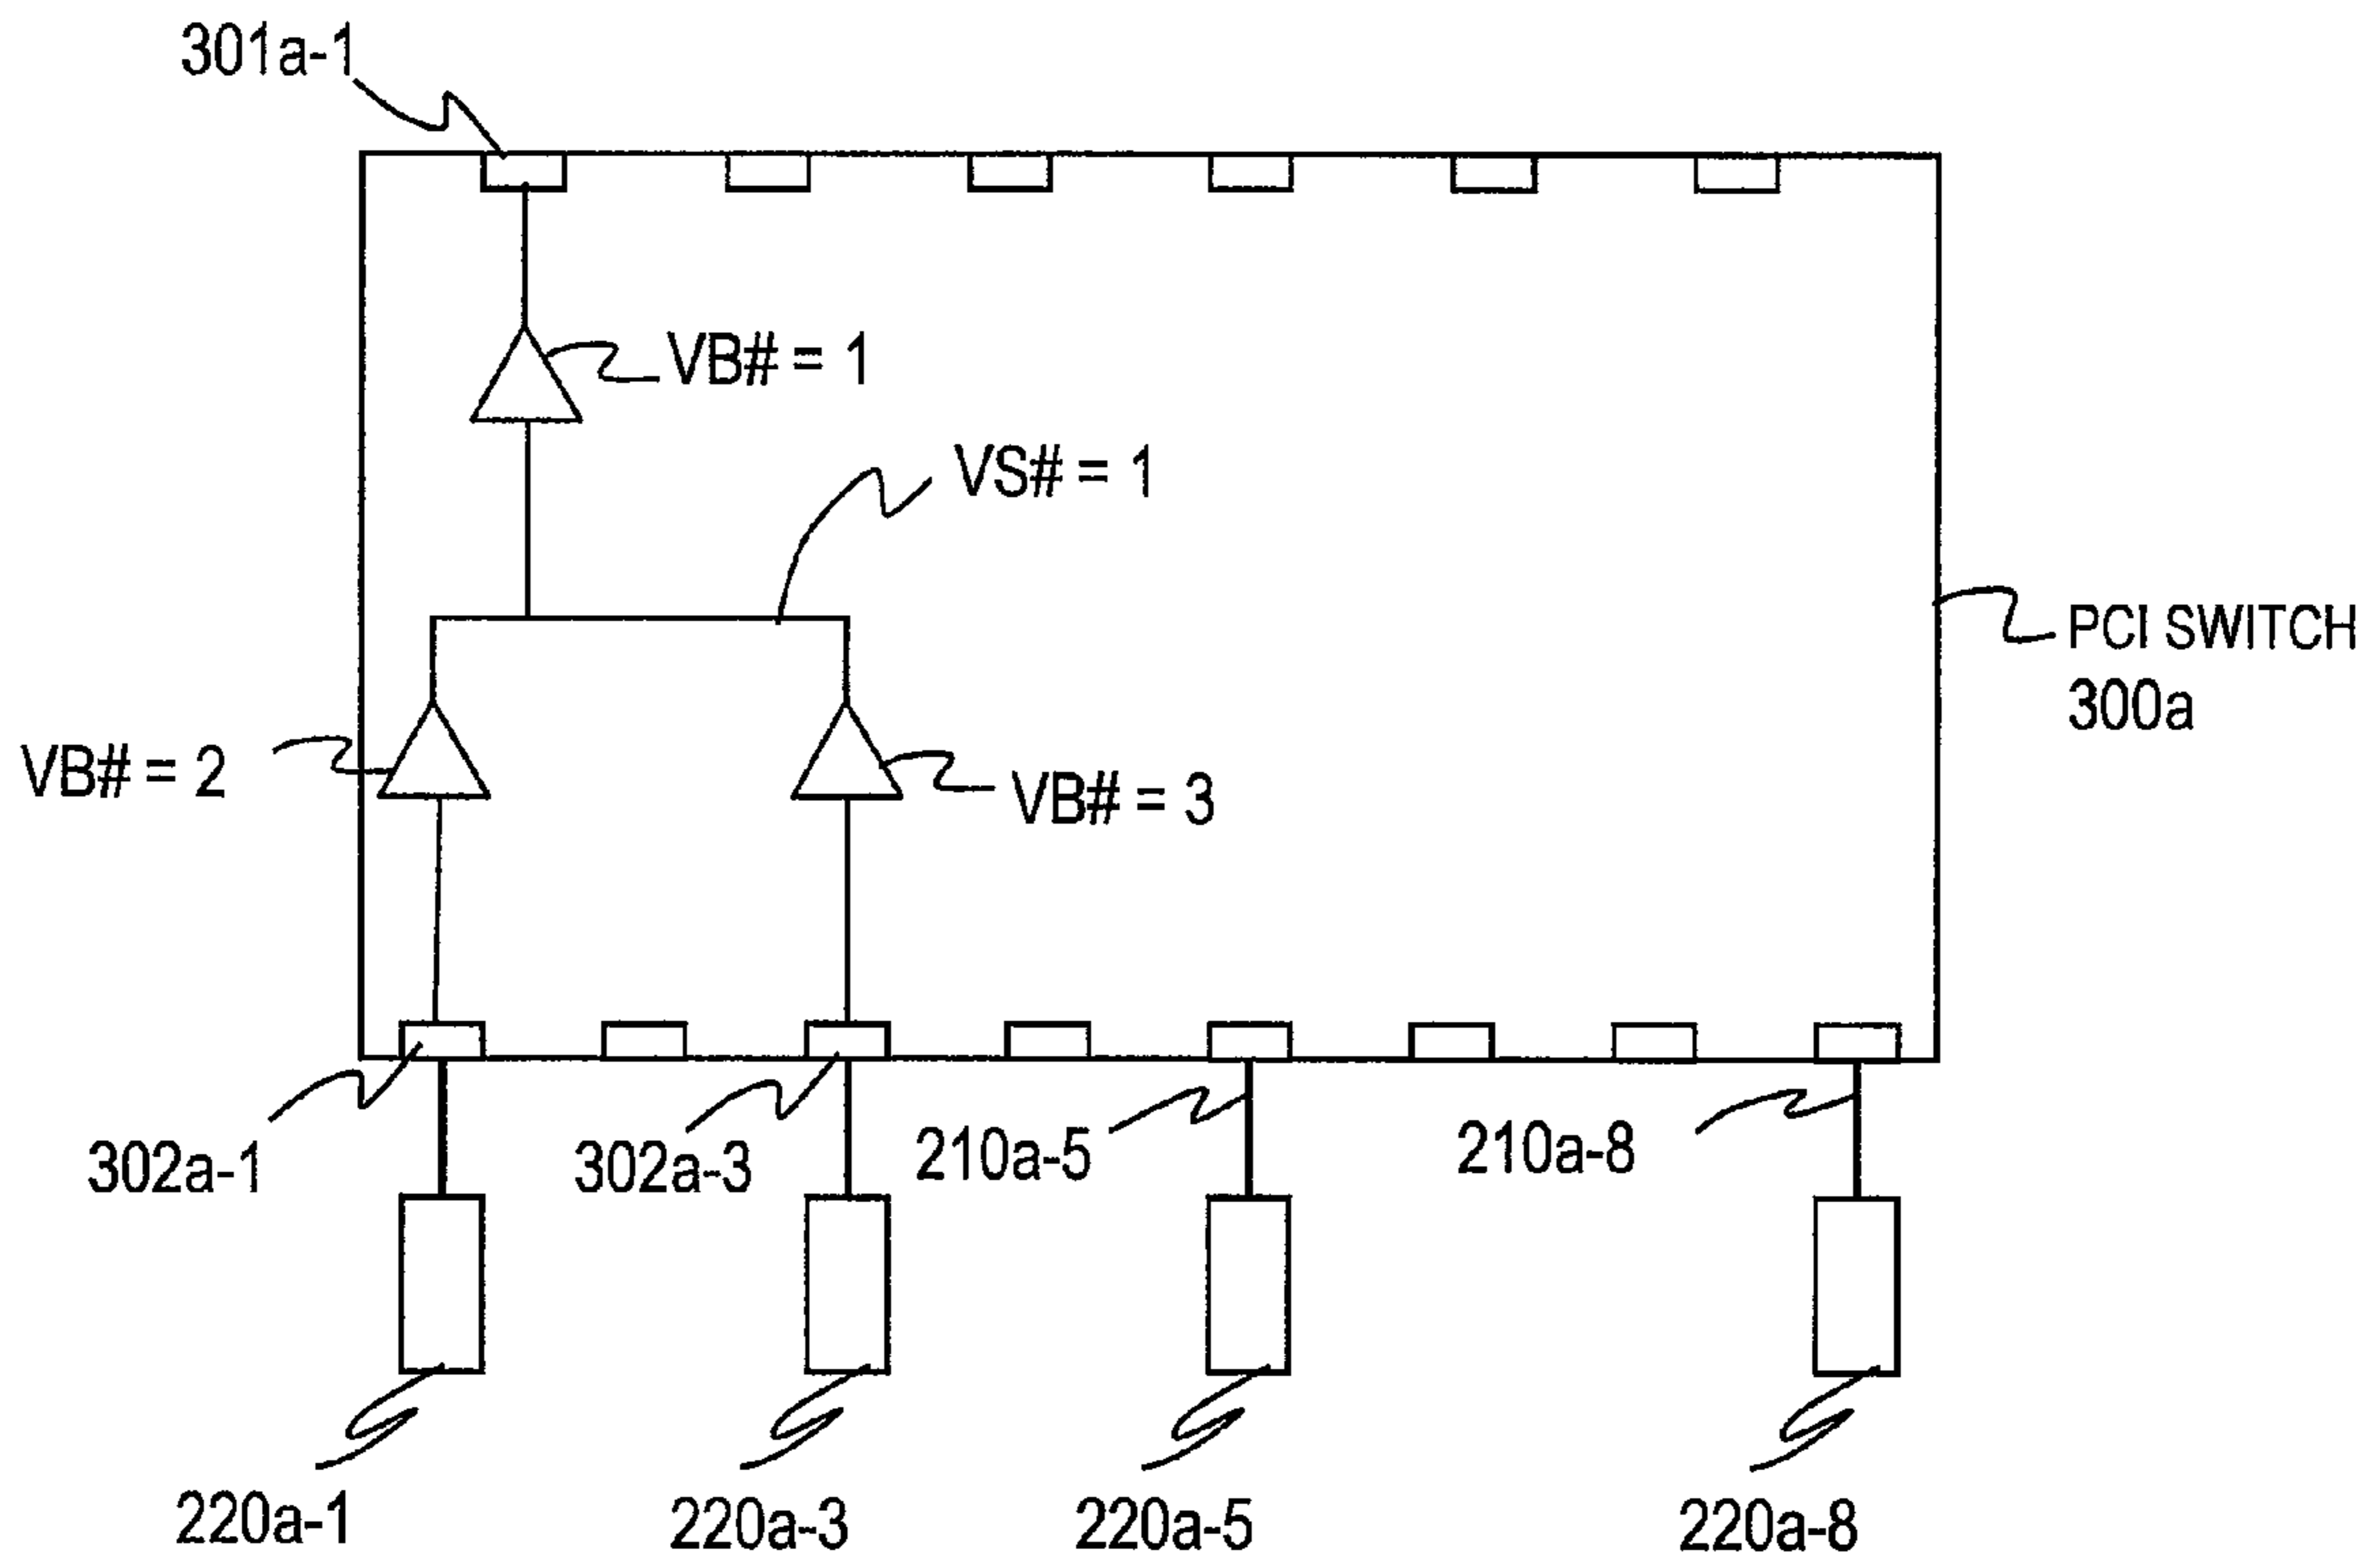 301a-1
VB# = 1
VS# = 1
PCI SWITCH
300a
VB# = 2
VB# = 3
302a-1
302a-3
210a-5
210a-8
220a-1
220a-3
220a-5
220a-8